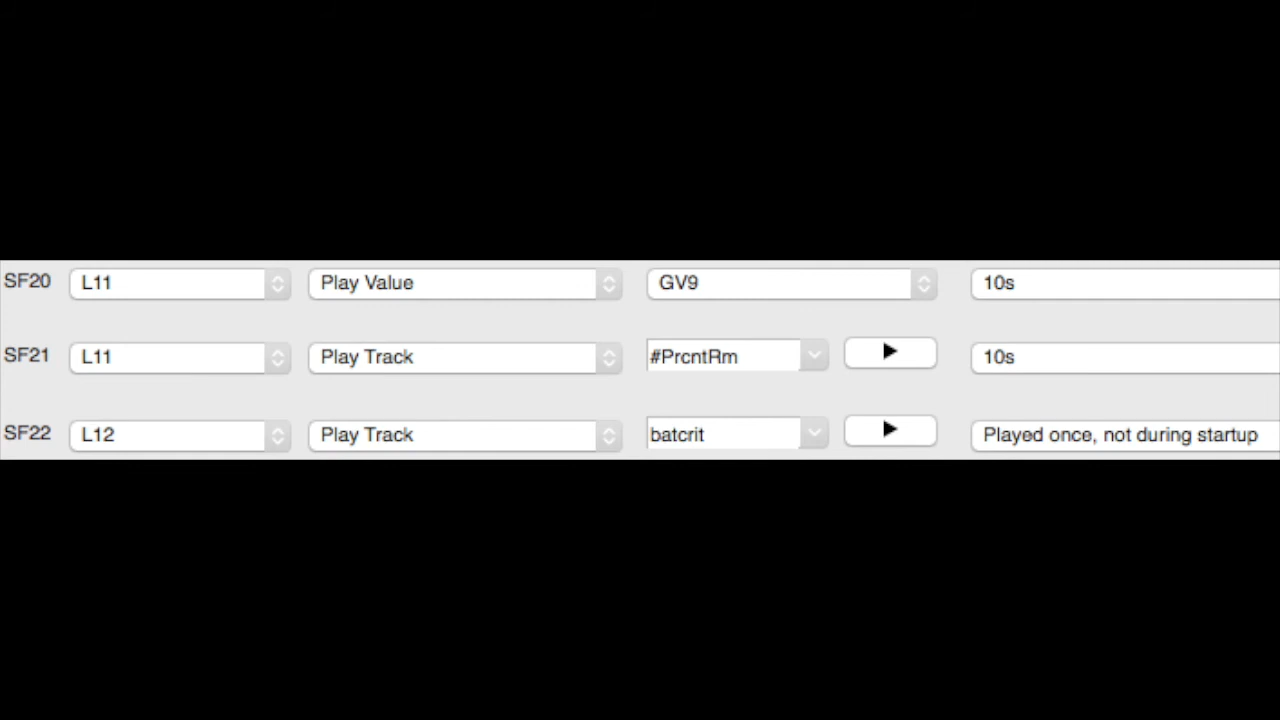 SF20 L11 Play Value GV9 10s
SF21 L11 Play Track #PrcntRm 10s
SF22 L12 Play Track batcrit Played once, not during startup